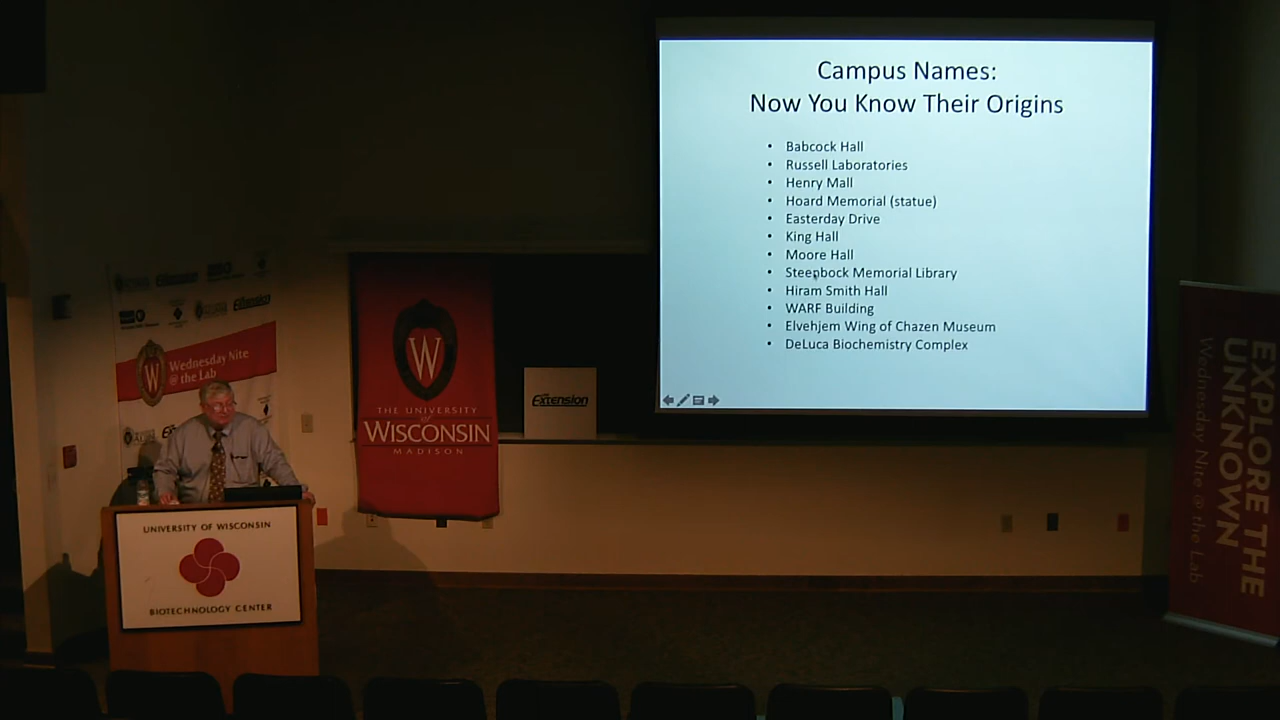 Campus Names:
Now You Know Their Origins
• Babcock Hall
• Russell Laboratories
• Henry Mall
• Hoard Memorial (statue)
• Easterday Drive
• King Hall
• Moore Hall
• Steenbock Memorial Library
• Hiram Smith Hall
• WARF Building
• Elvehjem Wing of Chazen Museum
• DeLuca Biochemistry Complex
Extension
Wednesday Nite
@ the Lab
W
W
THE UNIVERSITY
of
WISCONSIN
MADISON
Extension
UNIVERSITY OF WISCONSIN
BIOTECHNOLOGY CENTER
EXPLORE THE
UNKNOWN
Wednesday Nite @ the Lab